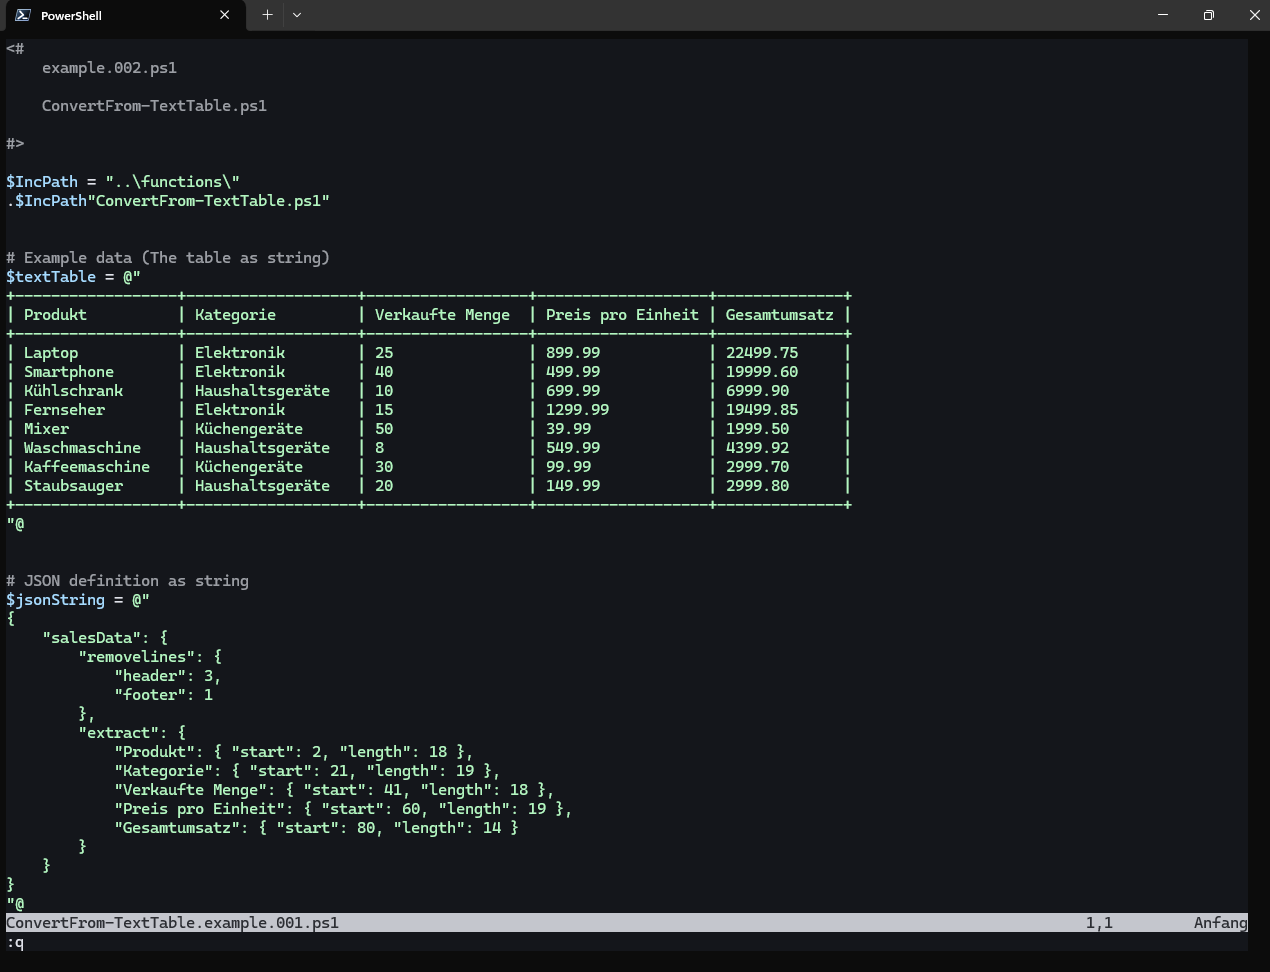 PowerShell
<#
    example.002.ps1

    ConvertFrom-TextTable.ps1

#>

$IncPath = "..\functions\"
.$IncPath"ConvertFrom-TextTable.ps1"


# Example data (The table as string)
$textTable = @"
+------------------+-------------------+------------------+-------------------+--------------+
| Produkt          | Kategorie         | Verkaufte Menge  | Preis pro Einheit | Gesamtumsatz |
+------------------+-------------------+------------------+-------------------+--------------+
| Laptop           | Elektronik        | 25               | 899.99            | 22499.75     |
| Smartphone       | Elektronik        | 40               | 499.99            | 19999.60     |
| Kühlschrank      | Haushaltsgeräte   | 10               | 699.99            | 6999.90      |
| Fernseher        | Elektronik        | 15               | 1299.99           | 19499.85     |
| Mixer            | Küchengeräte      | 50               | 39.99             | 1999.50      |
| Waschmaschine    | Haushaltsgeräte   | 8                | 549.99            | 4399.92      |
| Kaffeemaschine   | Küchengeräte      | 30               | 99.99             | 2999.70      |
| Staubsauger      | Haushaltsgeräte   | 20               | 149.99            | 2999.80      |
+------------------+-------------------+------------------+-------------------+--------------+
"@


# JSON definition as string
$jsonString = @"
{
    "salesData": {
        "removelines": {
            "header": 3,
            "footer": 1
        },
        "extract": {
            "Produkt": { "start": 2, "length": 18 },
            "Kategorie": { "start": 21, "length": 19 },
            "Verkaufte Menge": { "start": 41, "length": 18 },
            "Preis pro Einheit": { "start": 60, "length": 19 },
            "Gesamtumsatz": { "start": 80, "length": 14 }
        }
    }
}
"@
ConvertFrom-TextTable.example.001.ps1 1,1 Anfang
:q